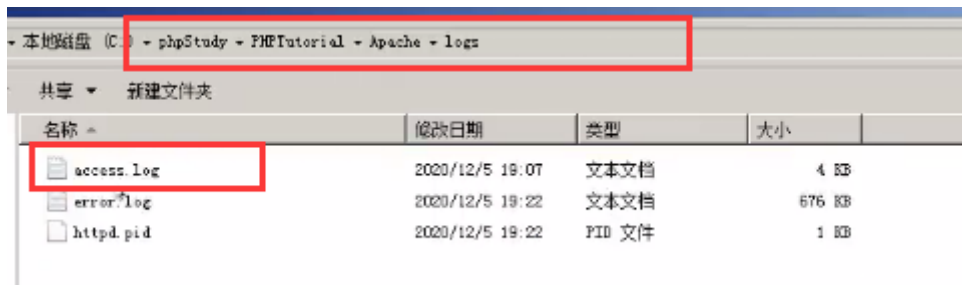 本地磁盘 (C:) ▾ phpStudy ▾ PHPTutorial ▾ Apache ▾ logs
共享 ▾ 新建文件夹
名称 修改日期 类型 大小
access.log 2020/12/5 19:07 文本文档 4 KB
error.log 2020/12/5 19:22 文本文档 676 KB
httpd.pid 2020/12/5 19:22 PID 文件 1 KB